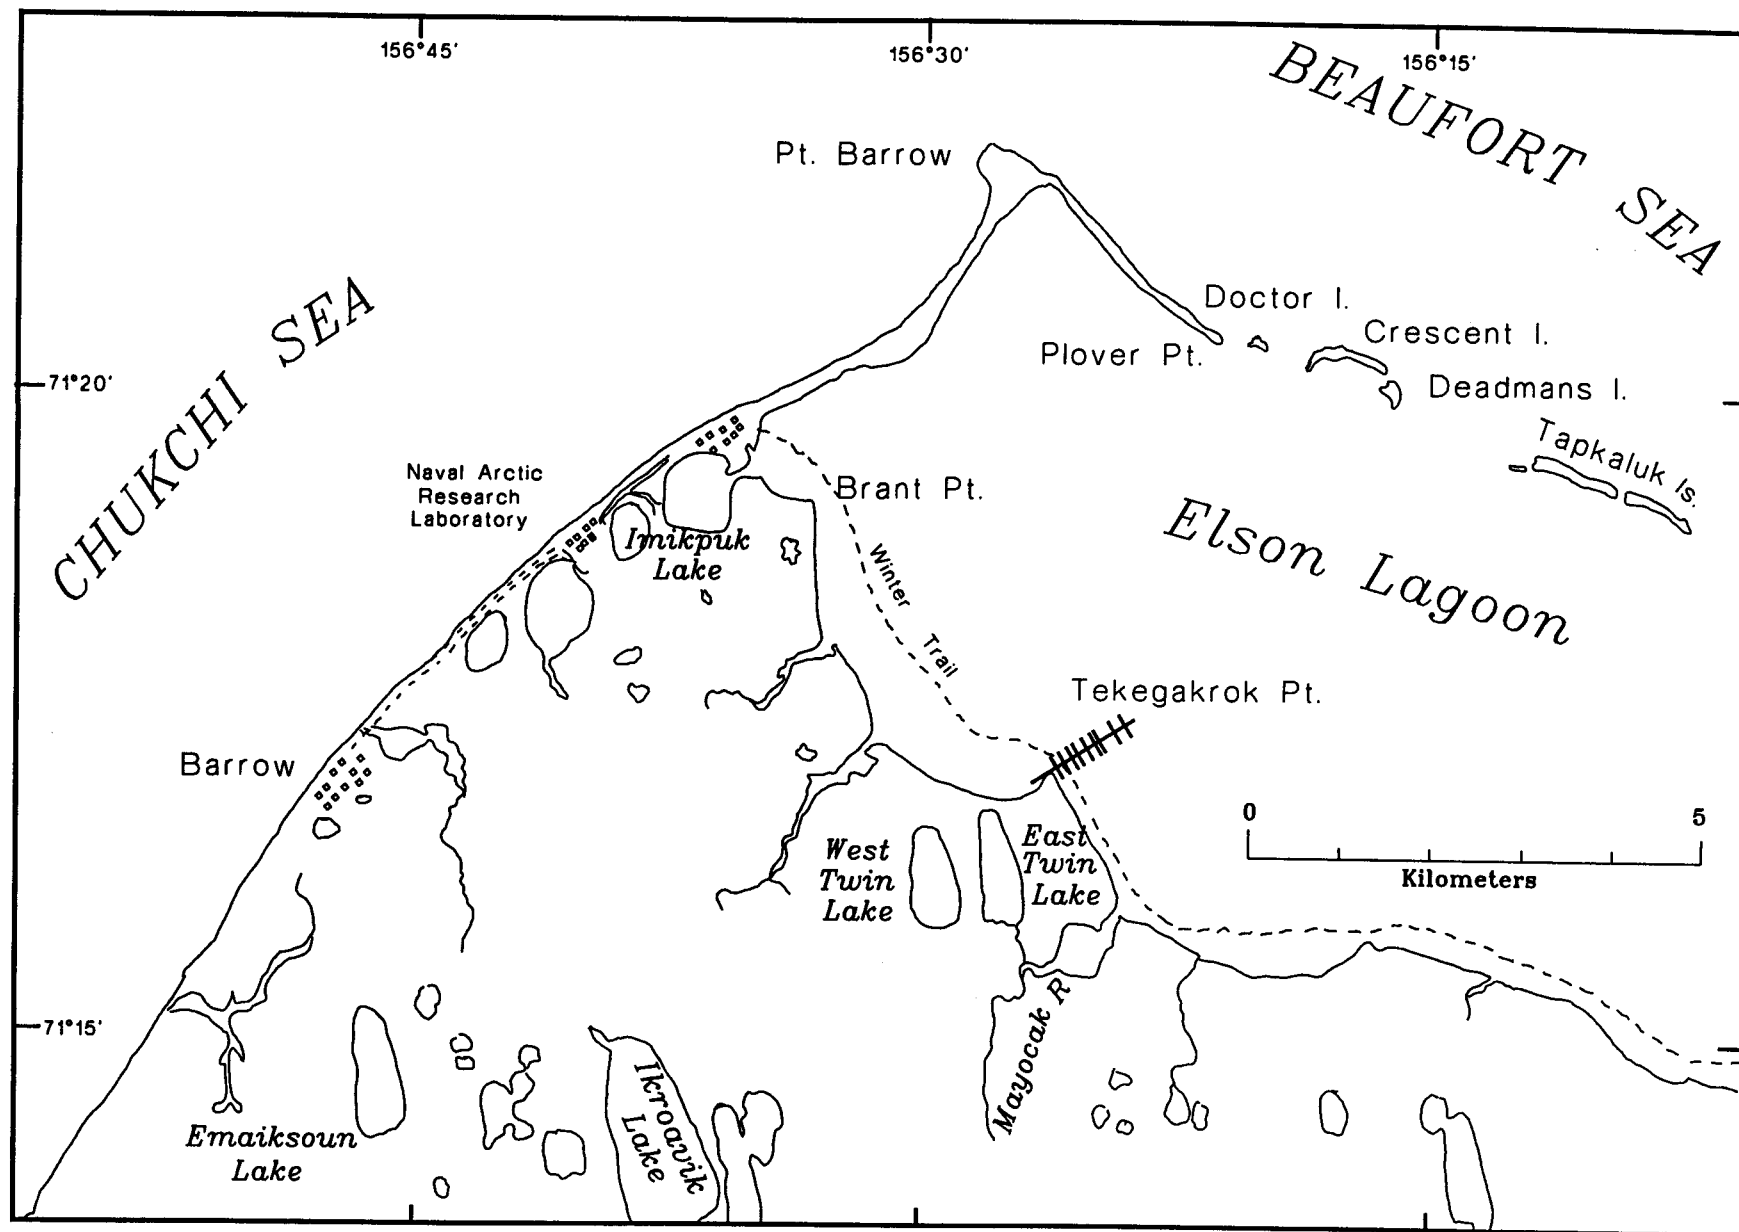 156°45'
156°30'
156°15'
BEAUFORT SEA
Pt. Barrow
CHUKCHI SEA
Doctor I.
Crescent I.
Plover Pt.
71°20'
Deadmans I.
Tapkaluk Is.
Naval Arctic
Research
Laboratory
Brant Pt.
Imikpuk
Lake
Elson Lagoon
Winter
Trail
Tekegakrok Pt.
Barrow
0
5
Kilometers
West
Twin
Lake
East
Twin
Lake
71°15'
Mayocak R
Ikroavik
Lake
Emaiksoun
Lake